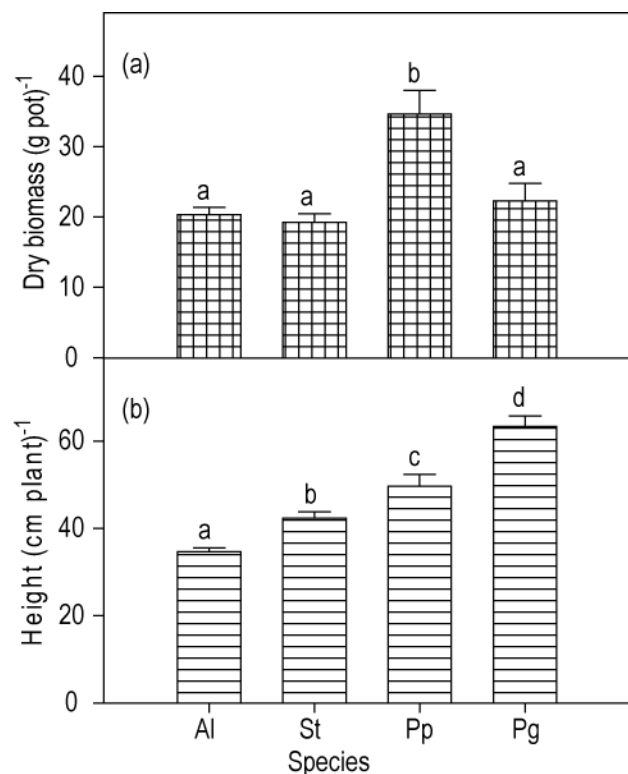 (a)
Dry biomass (g pot)-1
40
30
20
10
0
a
a
b
a
(b)
Height (cm plant)-1
60
40
20
0
a
b
c
d
Al
St
Pp
Pg
Species